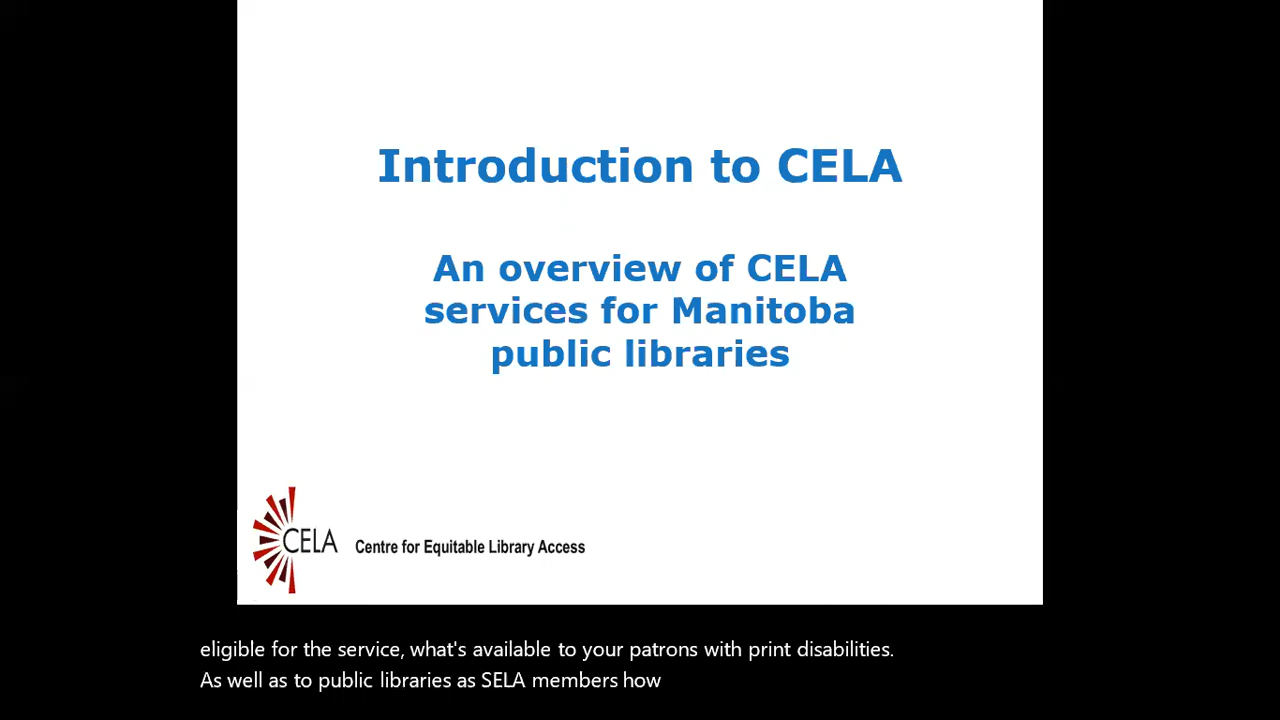 Introduction to CELA
An overview of CELA
services for Manitoba
public libraries
CELA
Centre for Equitable Library Access
eligible for the service, what's available to your patrons with print disabilities.
As well as to public libraries as SELA members how